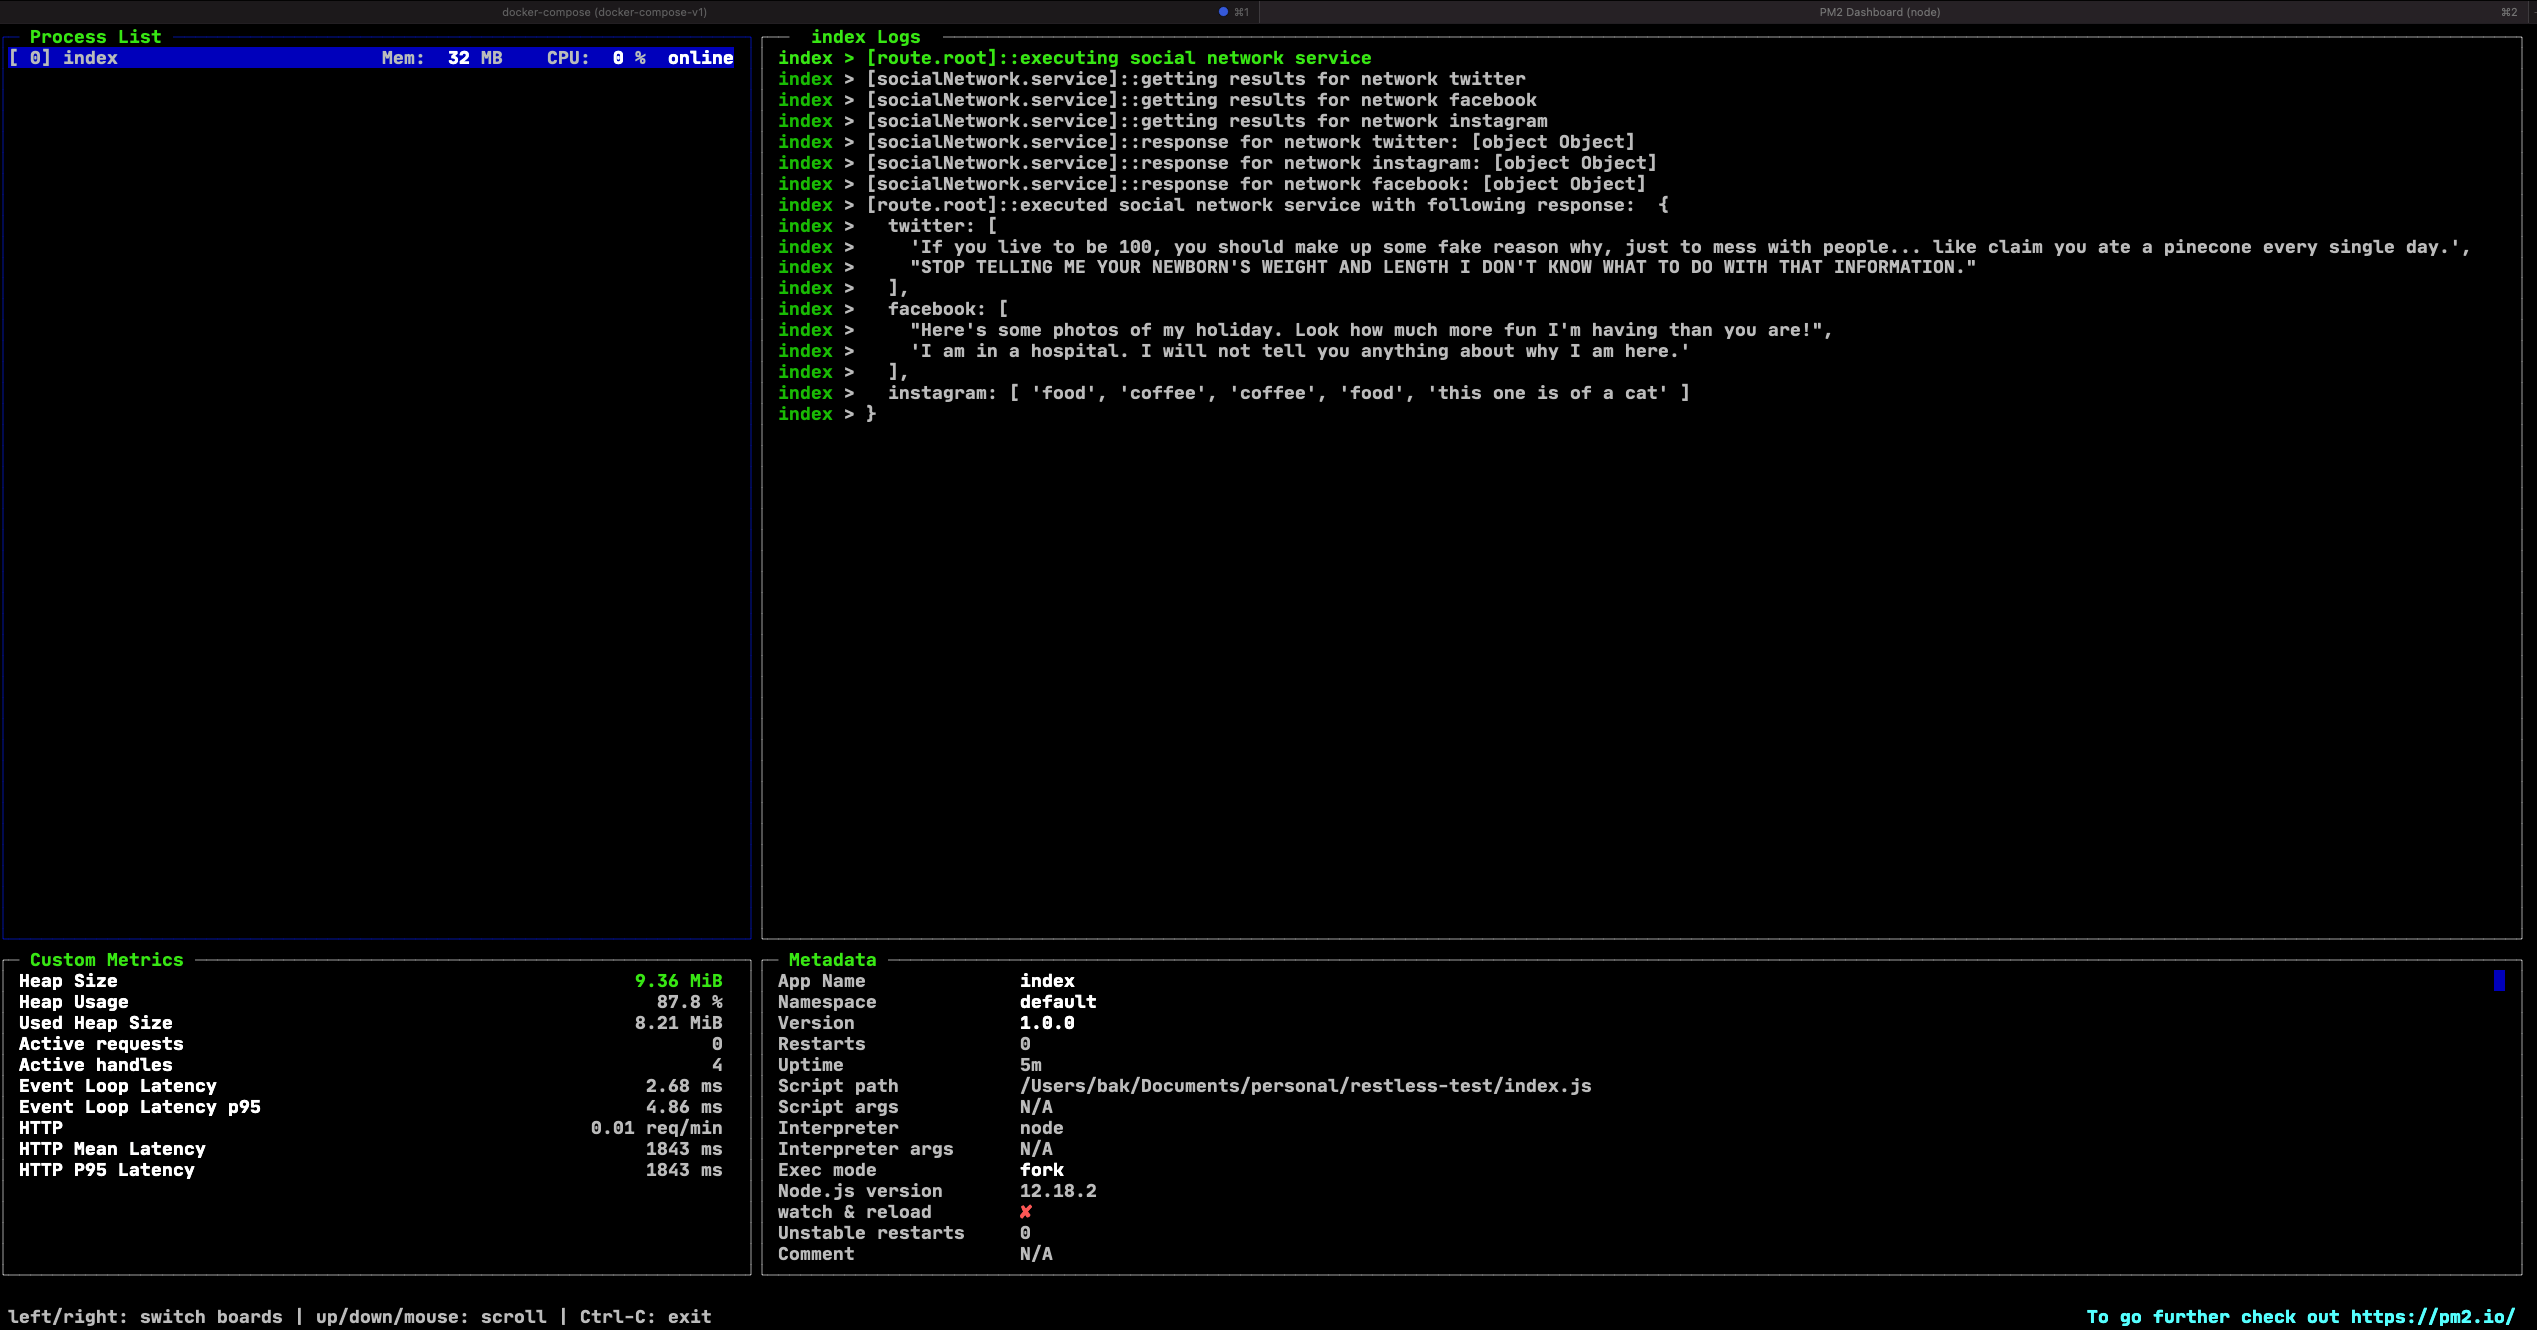 docker-compose (docker-compose-v1) ⌘1 PM2 Dashboard (node) ⌘2
Process List
[ 0] index Mem: 32 MB CPU: 0 % online
index Logs
index > [route.root]::executing social network service
index > [socialNetwork.service]::getting results for network twitter
index > [socialNetwork.service]::getting results for network facebook
index > [socialNetwork.service]::getting results for network instagram
index > [socialNetwork.service]::response for network twitter: [object Object]
index > [socialNetwork.service]::response for network instagram: [object Object]
index > [socialNetwork.service]::response for network facebook: [object Object]
index > [route.root]::executed social network service with following response:  {
index >   twitter: [
index >     'If you live to be 100, you should make up some fake reason why, just to mess with people... like claim you ate a pinecone every single day.',
index >     "STOP TELLING ME YOUR NEWBORN'S WEIGHT AND LENGTH I DON'T KNOW WHAT TO DO WITH THAT INFORMATION."
index >   ],
index >   facebook: [
index >     "Here's some photos of my holiday. Look how much more fun I'm having than you are!",
index >     'I am in a hospital. I will not tell you anything about why I am here.'
index >   ],
index >   instagram: [ 'food', 'coffee', 'coffee', 'food', 'this one is of a cat' ]
index > }
Custom Metrics
Heap Size 9.36 MiB
Heap Usage 87.8 %
Used Heap Size 8.21 MiB
Active requests 0
Active handles 4
Event Loop Latency 2.68 ms
Event Loop Latency p95 4.86 ms
HTTP 0.01 req/min
HTTP Mean Latency 1843 ms
HTTP P95 Latency 1843 ms
Metadata
App Name index
Namespace default
Version 1.0.0
Restarts 0
Uptime 5m
Script path /Users/bak/Documents/personal/restless-test/index.js
Script args N/A
Interpreter node
Interpreter args N/A
Exec mode fork
Node.js version 12.18.2
watch & reload ✘
Unstable restarts 0
Comment N/A
left/right: switch boards | up/down/mouse: scroll | Ctrl-C: exit
To go further check out https://pm2.io/